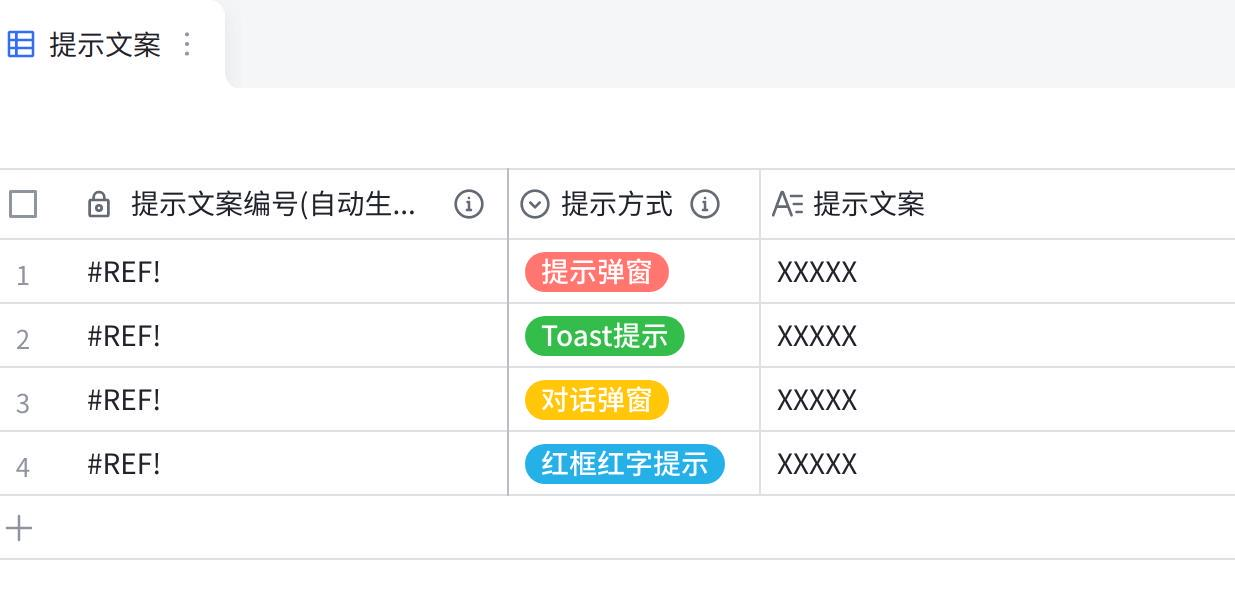 提示文案
提示文案编号(自动生... 提示方式 提示文案
1 #REF! 提示弹窗 XXXXX
2 #REF! Toast提示 XXXXX
3 #REF! 对话弹窗 XXXXX
4 #REF! 红框红字提示 XXXXX